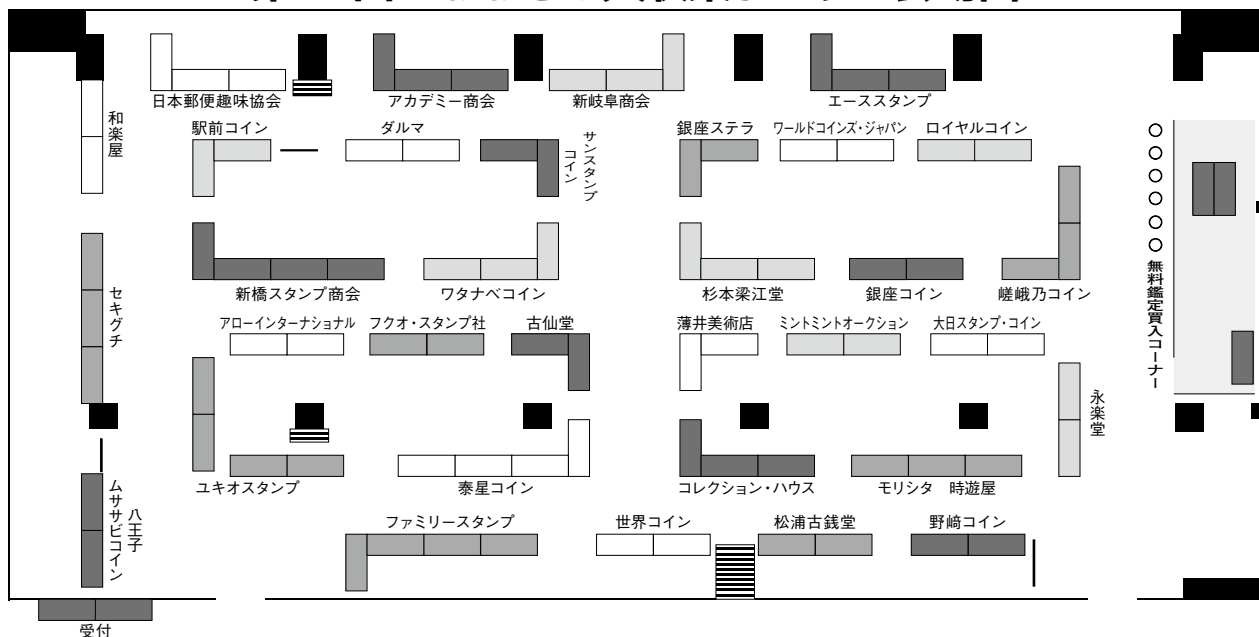 日本郵便趣味協会
アカデミー商会
新岐阜商会
エーススタンプ
和楽屋
駅前コイン
ダルマ
サンスタンプ
コイン
銀座ステラ
ワールドコインズ・ジャパン
ロイヤルコイン
新橋スタンプ商会
ワタナベコイン
杉本梁江堂
銀座コイン
嵯峨乃コイン
○○○○○○無料鑑定買入コーナー
セキグチ
アローインターナショナル
フクオ・スタンプ社
古仙堂
薄井美術店
ミントミントオークション
大日スタンプ・コイン
永楽堂
ユキオスタンプ
泰星コイン
コレクション・ハウス
モリシタ 時遊屋
八王子
ムササビコイン
ファミリースタンプ
世界コイン
松浦古銭堂
野﨑コイン
受付